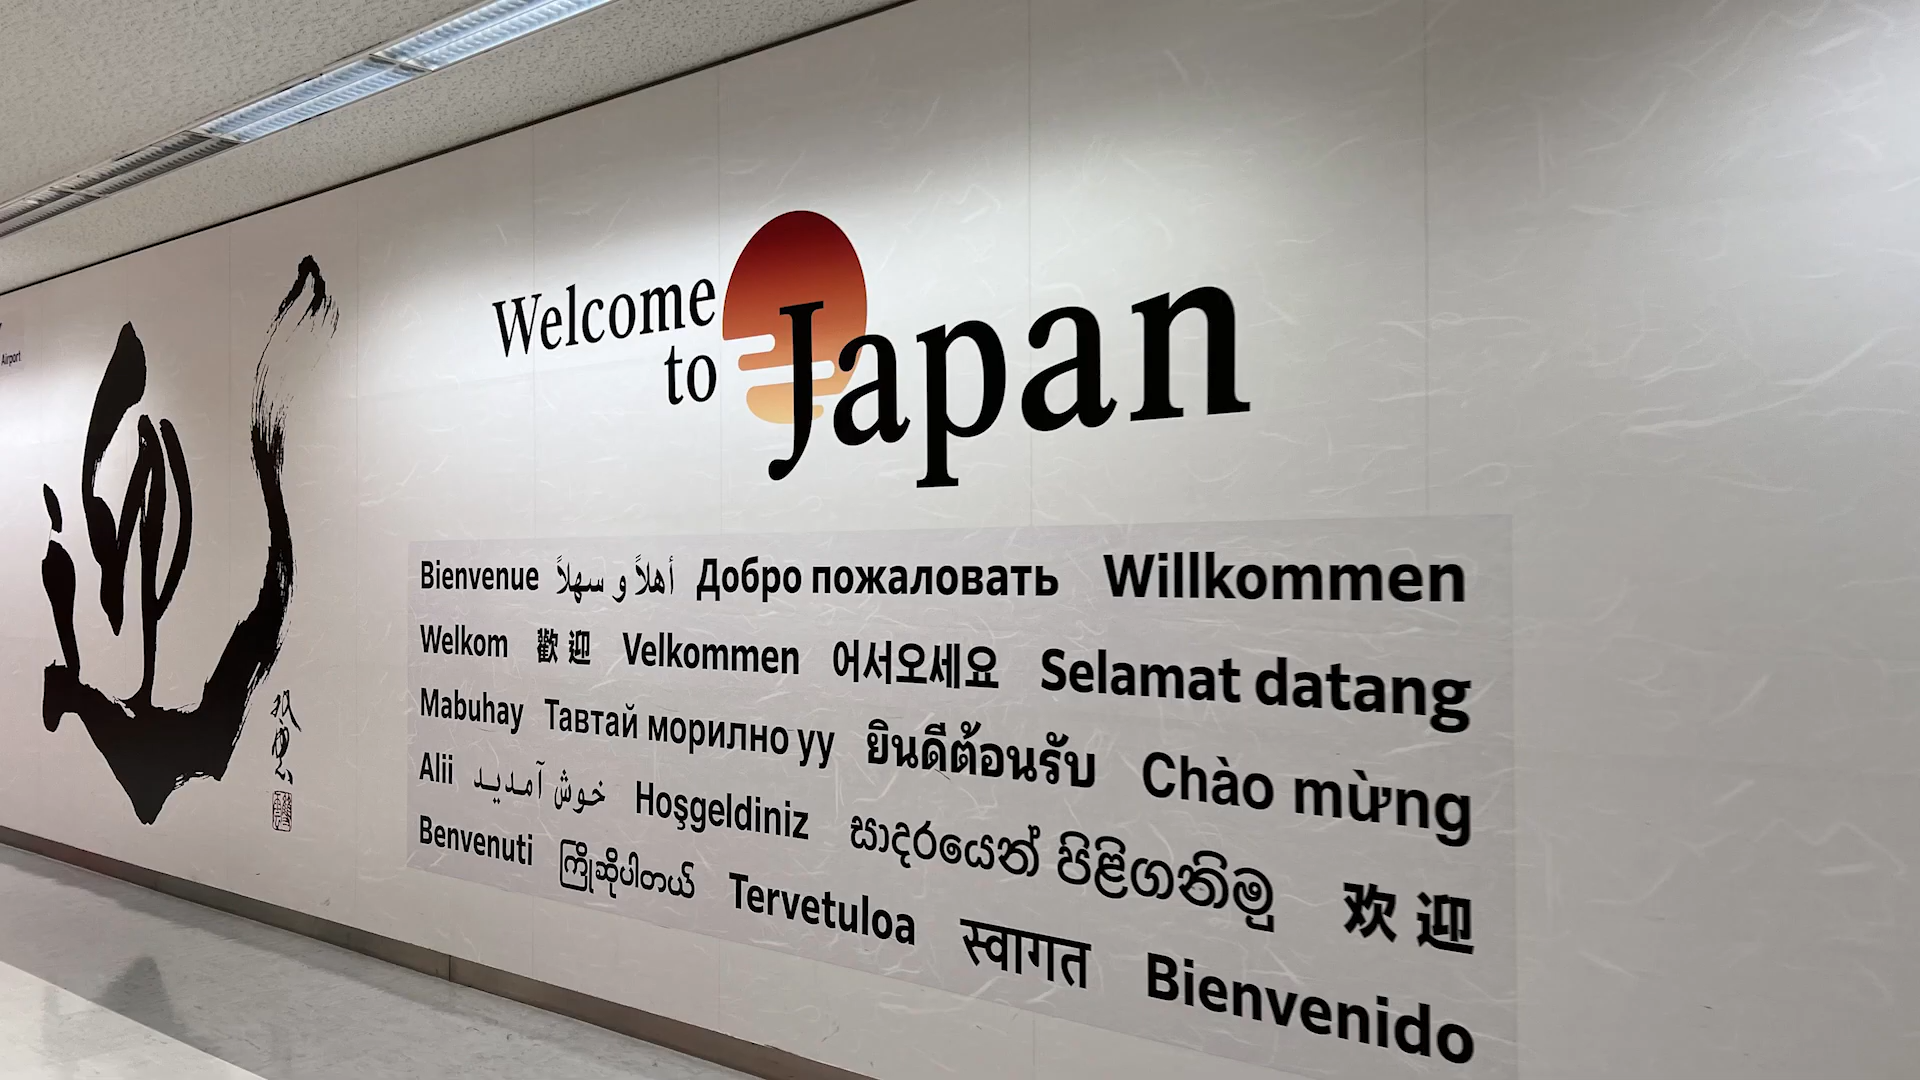 Airport
迎
Welcome
to
Japan
Bienvenue أهلاً و سهلاً Добро пожаловать Willkommen
Welkom 歡迎 Velkommen 어서오세요 Selamat datang
Mabuhay Тавтай морилно уу ยินดีต้อนรับ Chào mừng
Alii خوش آمدید Hoşgeldiniz සාදරයෙන් පිළිගනිමු 欢迎
Benvenuti ကြိုဆိုပါတယ် Tervetuloa स्वागत Bienvenido